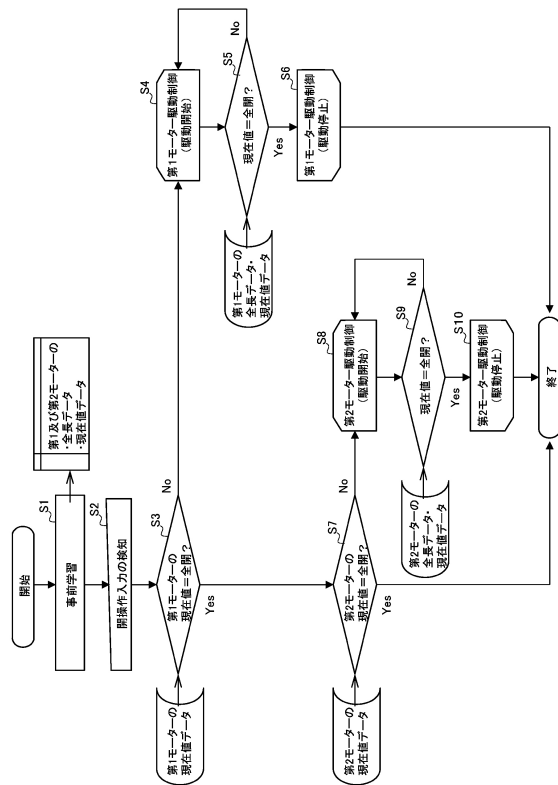 開始
S1
事前学習
第1及び第2モーターの
・全長データ
・現在値データ
S2
開操作入力の検知
第1モーターの
現在値データ
S3
第1モーターの
現在値＝全開？
No
Yes
S4
第1モーター駆動制御
(駆動開始)
第1モーターの
全長データ・
現在値データ
S5
現在値＝全開？
No
Yes
S6
第1モーター駆動制御
(駆動停止)
第2モーターの
現在値データ
S7
第2モーターの
現在値＝全開？
No
Yes
S8
第2モーター駆動制御
(駆動開始)
第2モーターの
全長データ・
現在値データ
S9
現在値＝全開？
No
Yes
S10
第2モーター駆動制御
(駆動停止)
終了